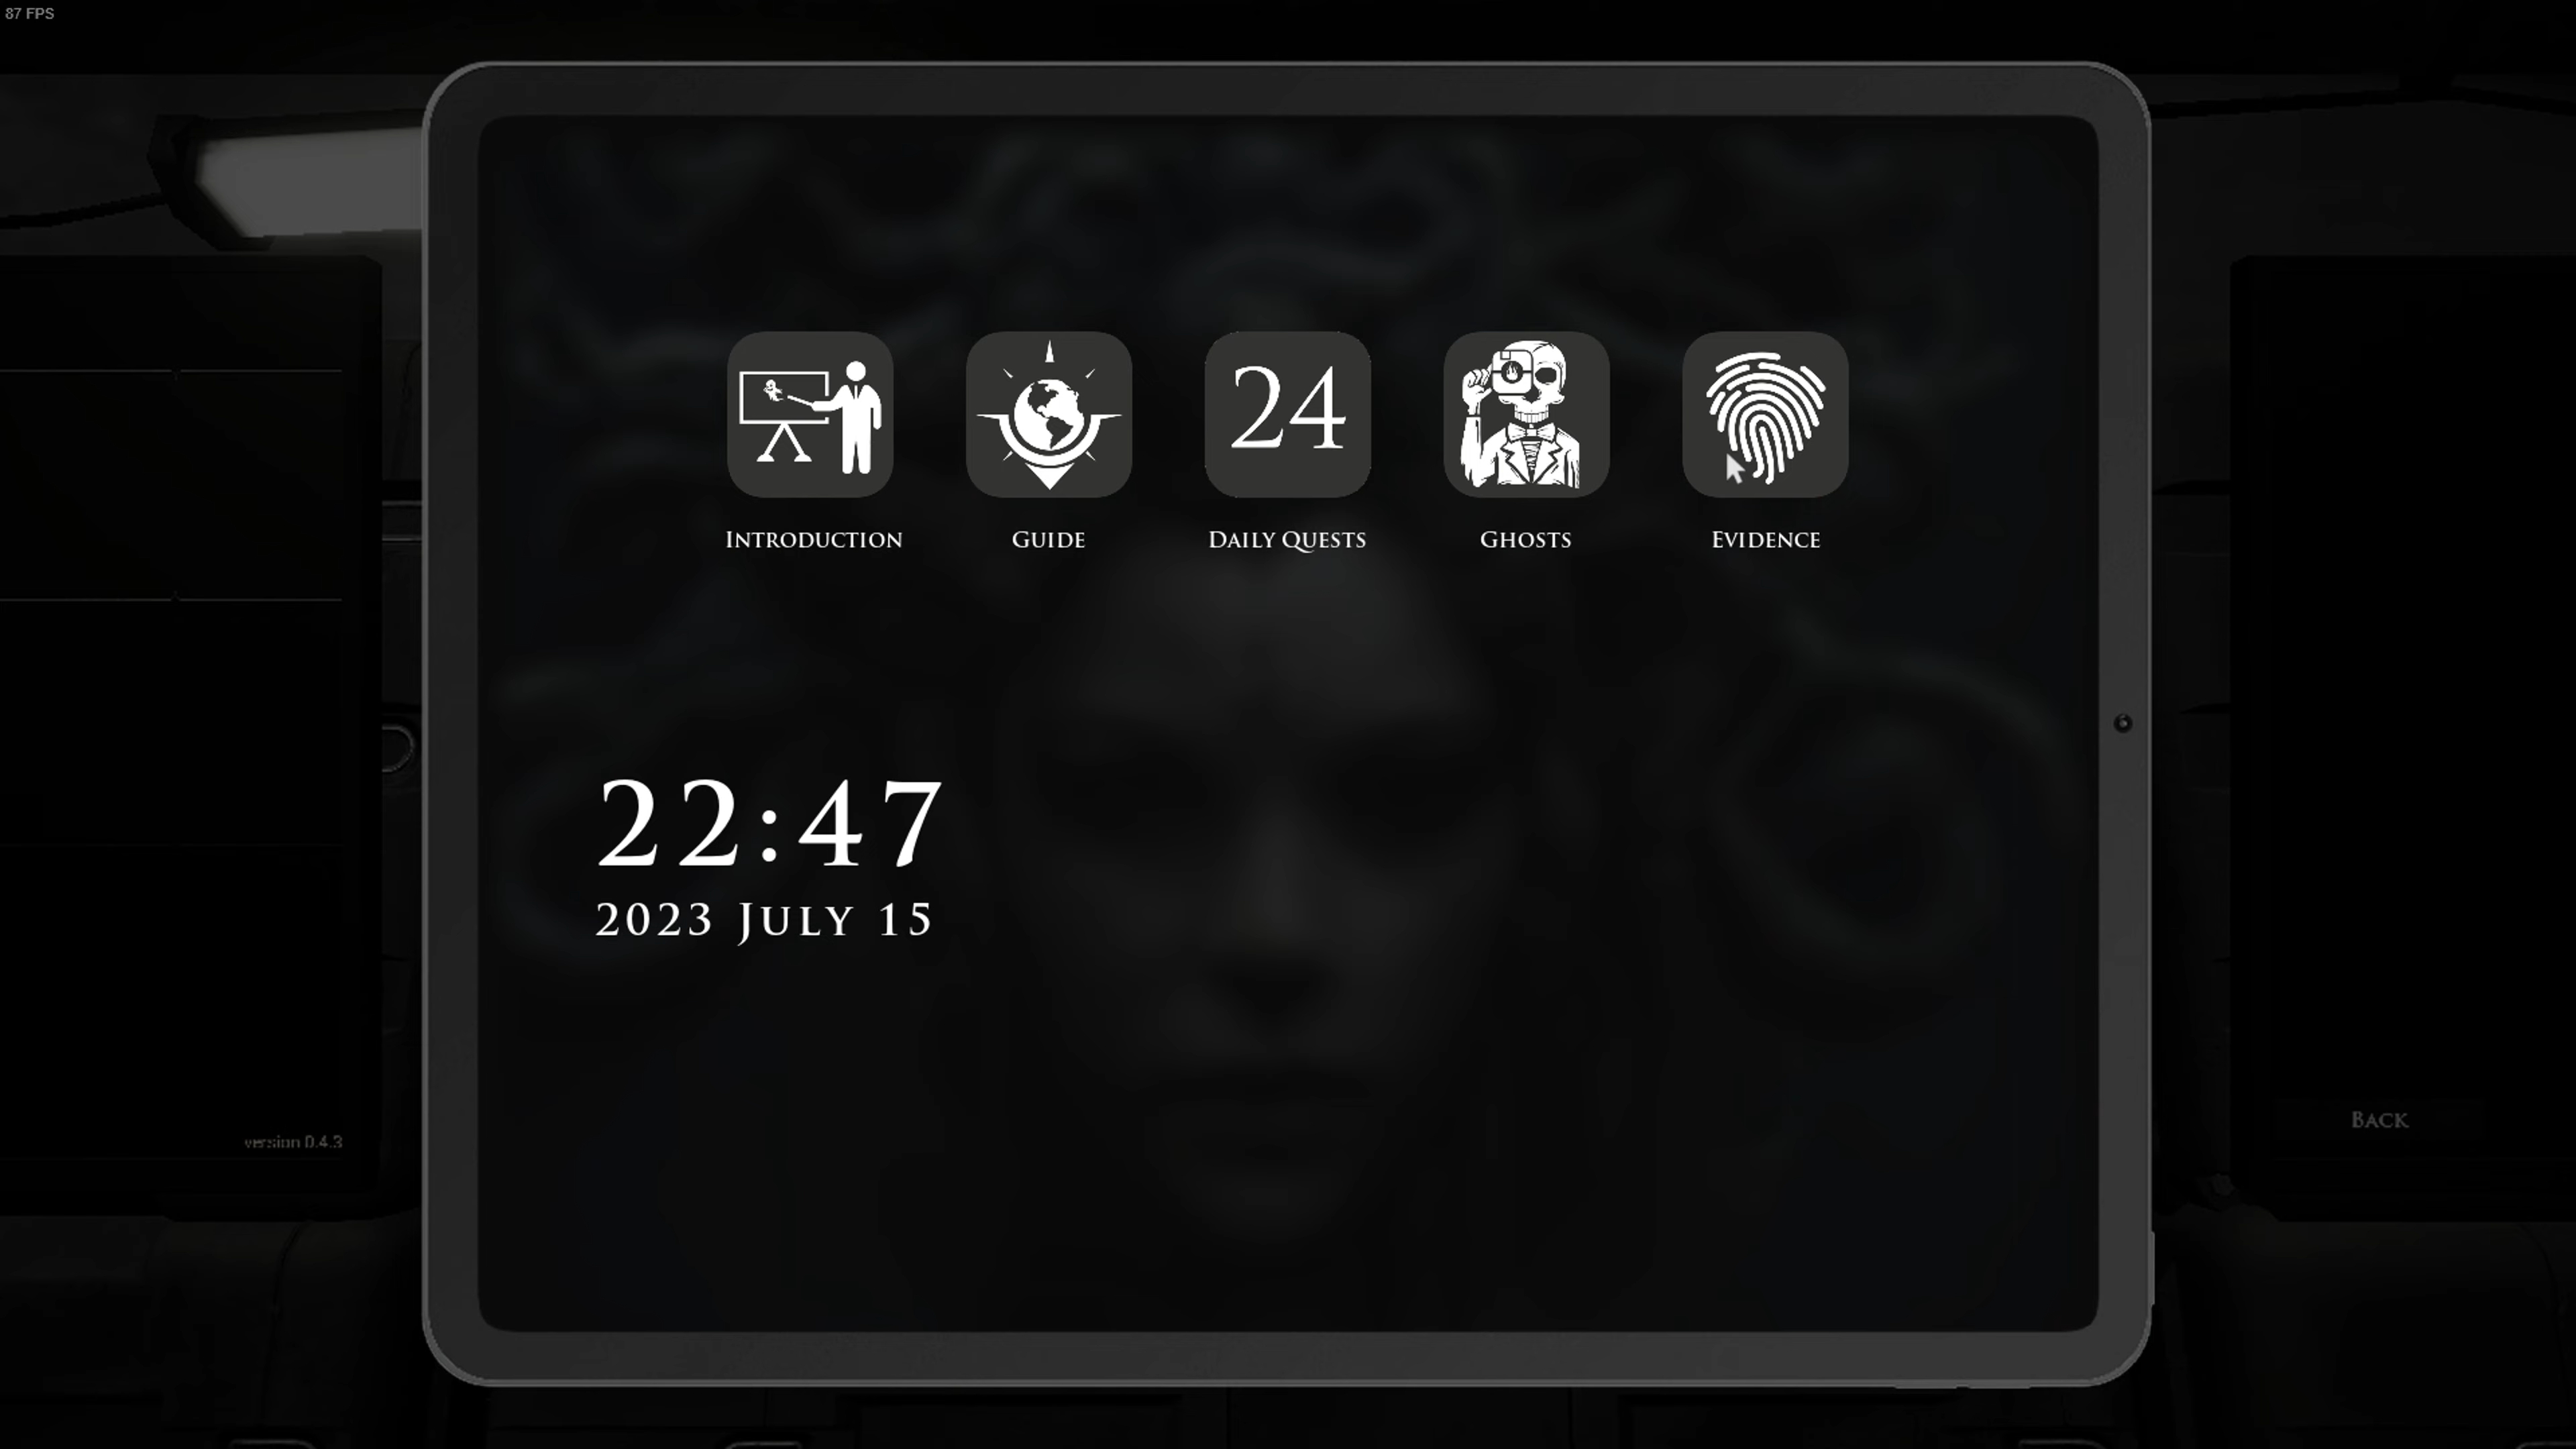 87 FPS
24
Introduction
Guide
Daily Quests
Ghosts
Evidence
22:47
2023 July 15
version 0.4.3
Back